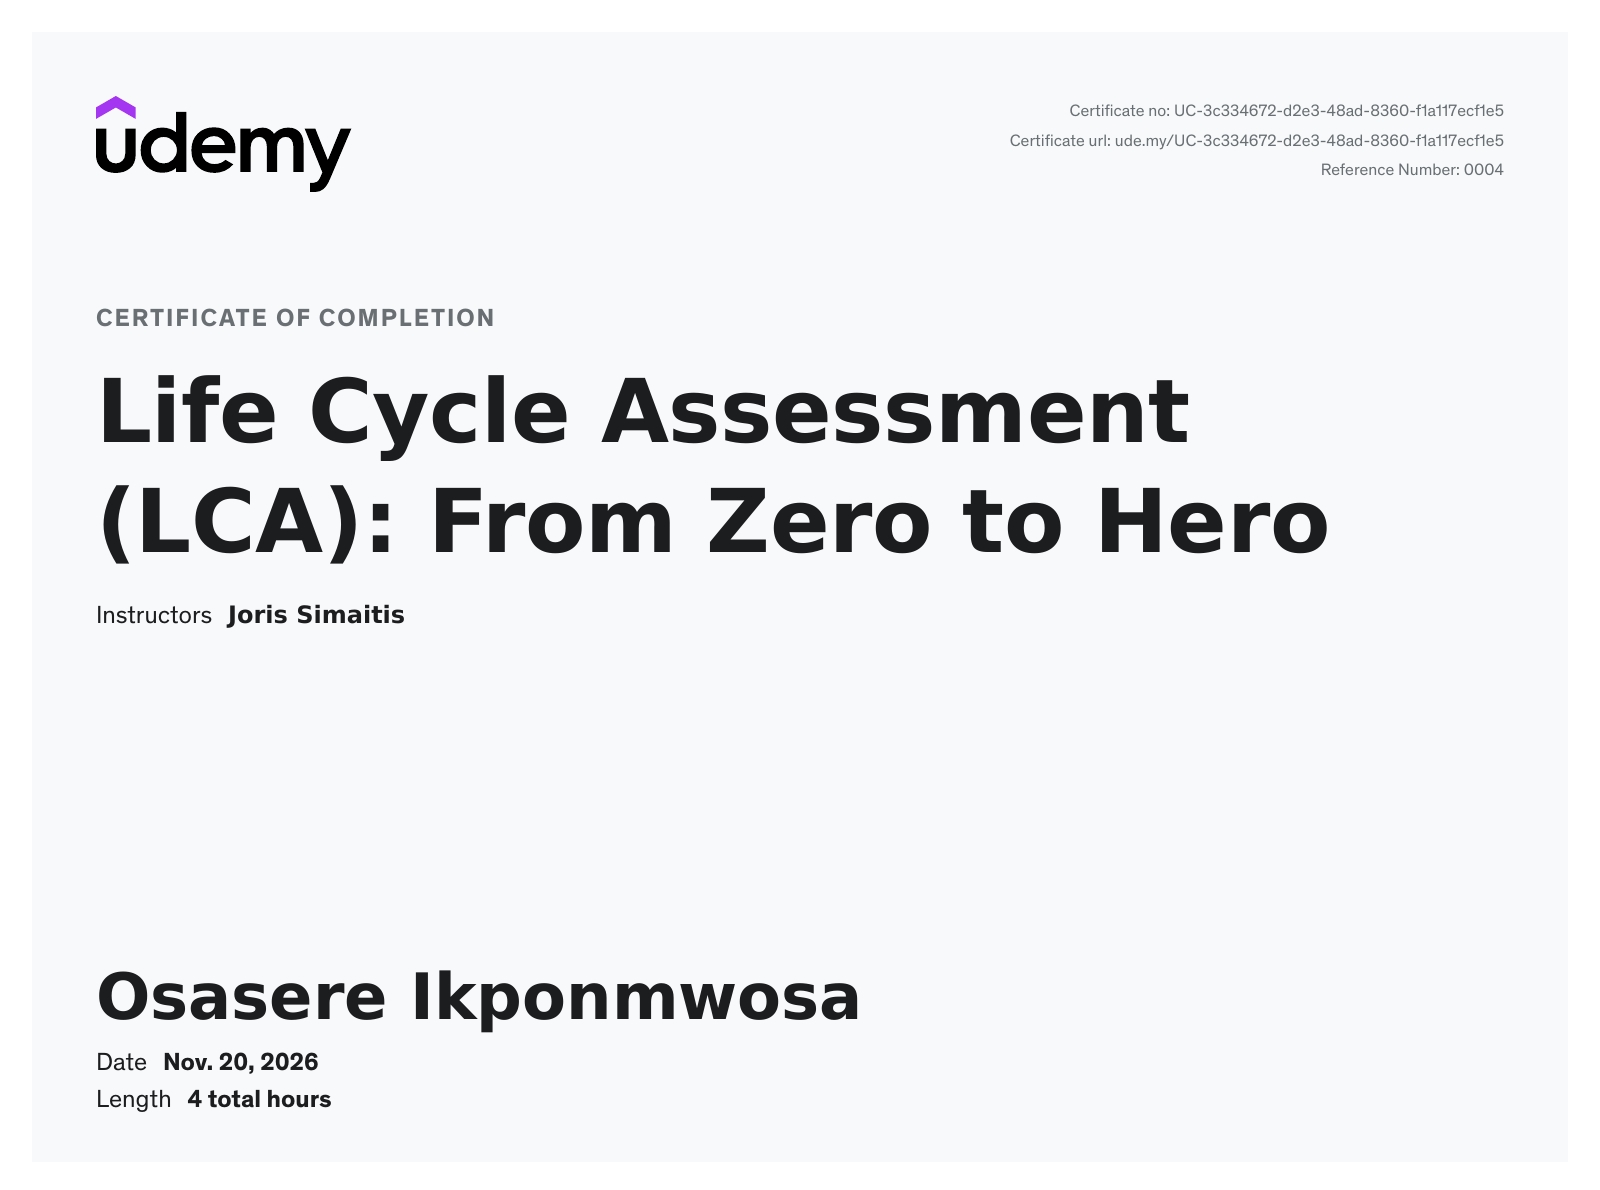 udemy
Certificate no: UC-3c334672-d2e3-48ad-8360-f1a117ecf1e5
Certificate url: ude.my/UC-3c334672-d2e3-48ad-8360-f1a117ecf1e5
Reference Number: 0004
CERTIFICATE OF COMPLETION
Life Cycle Assessment
(LCA): From Zero to Hero
Instructors Joris Simaitis
Osasere Ikponmwosa
Date Nov. 20, 2026
Length 4 total hours